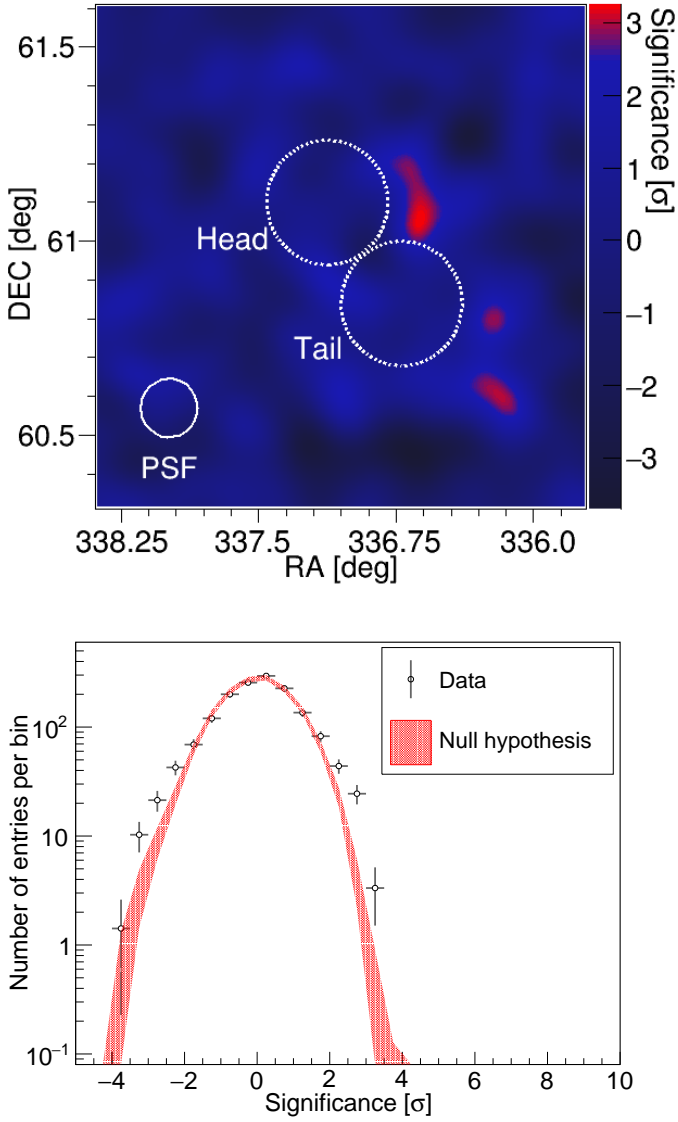 61.5
61
60.5
DEC [deg]
Head
Tail
PSF
338.25 337.5 336.75 336.0
RA [deg]
3
2
1
0
−1
−2
−3
Significance [σ]
Number of entries per bin
10²
10
1
10⁻¹
Data
Null hypothesis
−4 −2 0 2 4 6 8 10
Significance [σ]